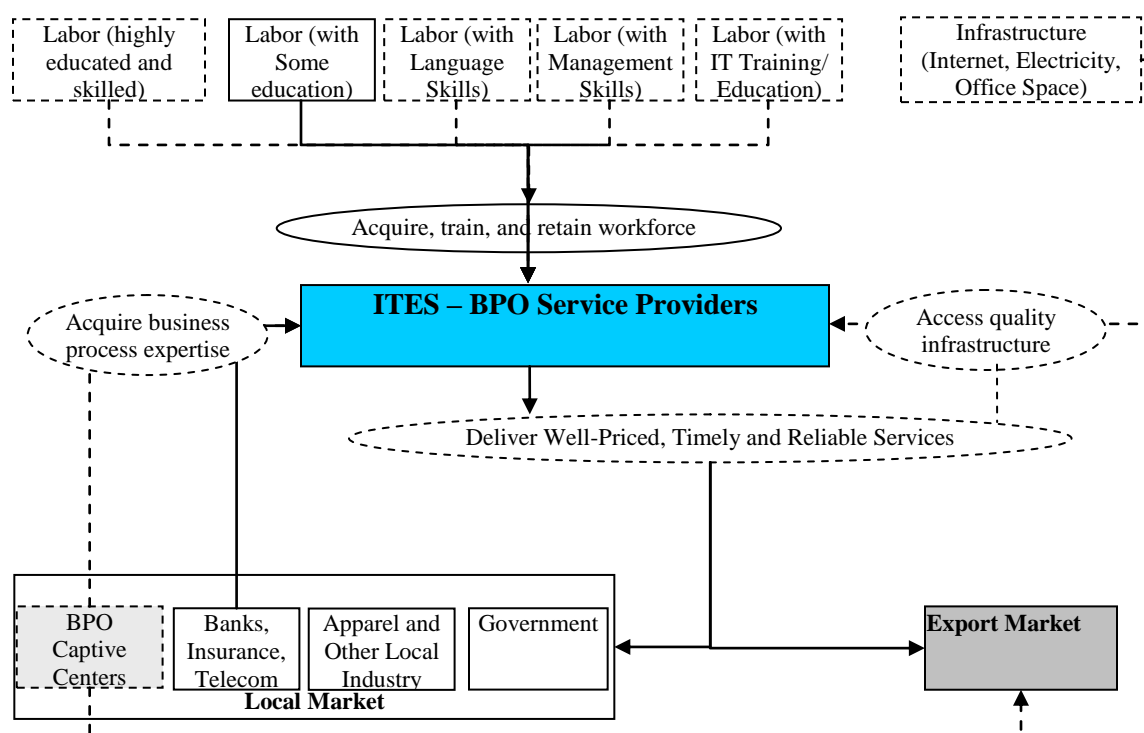 Labor (highly
educated and
skilled)
Labor (with
Some
education)
Labor (with
Language
Skills)
Labor (with
Management
Skills)
Labor (with
IT Training/
Education)
Infrastructure
(Internet, Electricity,
Office Space)
Acquire, train, and retain workforce
ITES – BPO Service Providers
Acquire business
process expertise
Access quality
infrastructure
Deliver Well-Priced, Timely and Reliable Services
BPO
Captive
Centers
Banks,
Insurance,
Telecom
Apparel and
Other Local
Industry
Government
Local Market
Export Market